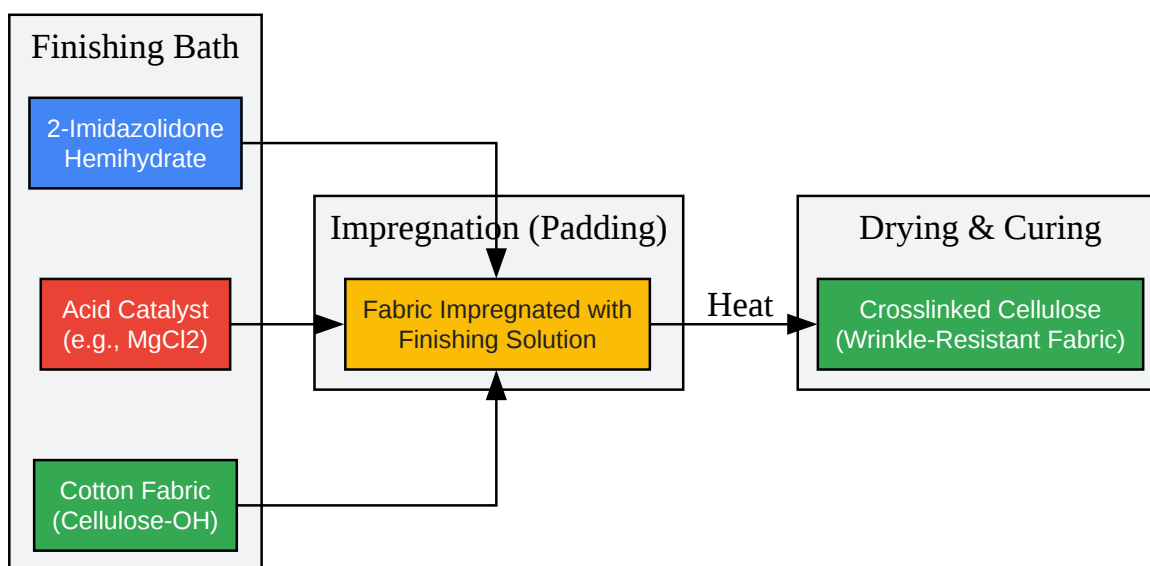 Finishing Bath
2-Imidazolidone
Hemihydrate
Acid Catalyst
(e.g., MgCl2)
Cotton Fabric
(Cellulose-OH)
Impregnation (Padding)
Fabric Impregnated with
Finishing Solution
Heat
Drying & Curing
Crosslinked Cellulose
(Wrinkle-Resistant Fabric)